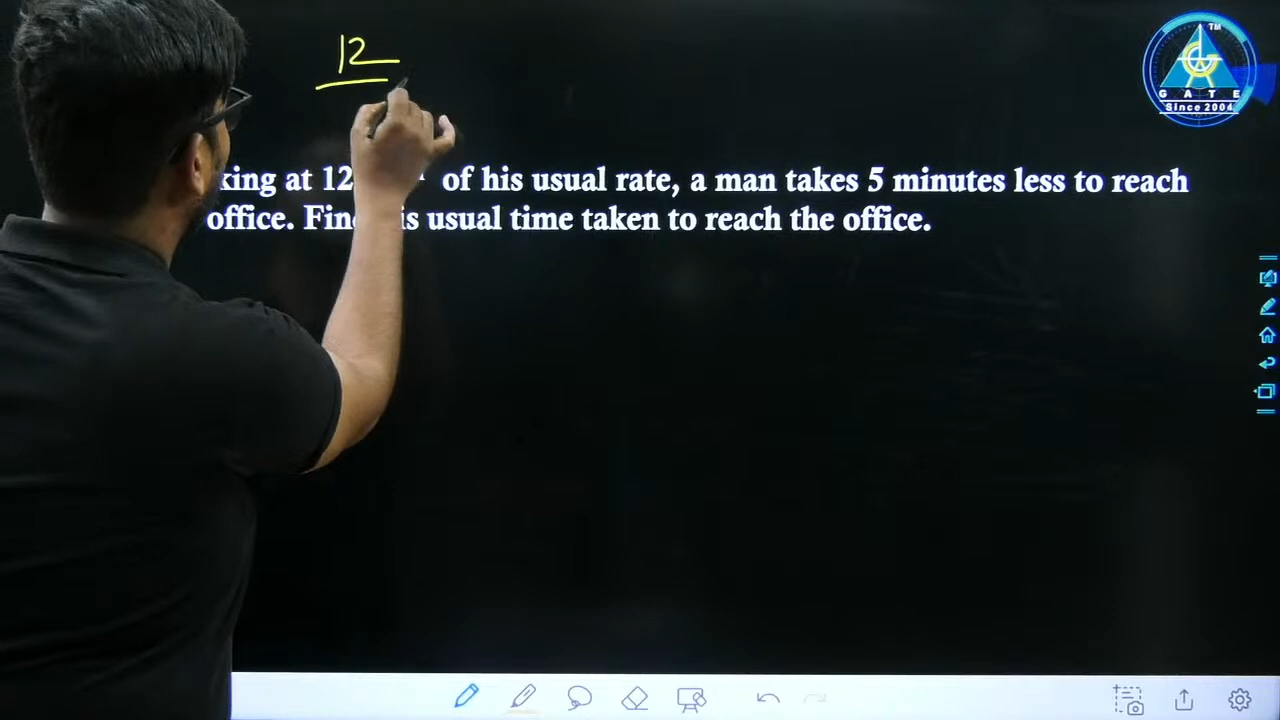 12
king at 12 of his usual rate, a man takes 5 minutes less to reach
office. Fin is usual time taken to reach the office.
TM
GATE
Since 2004